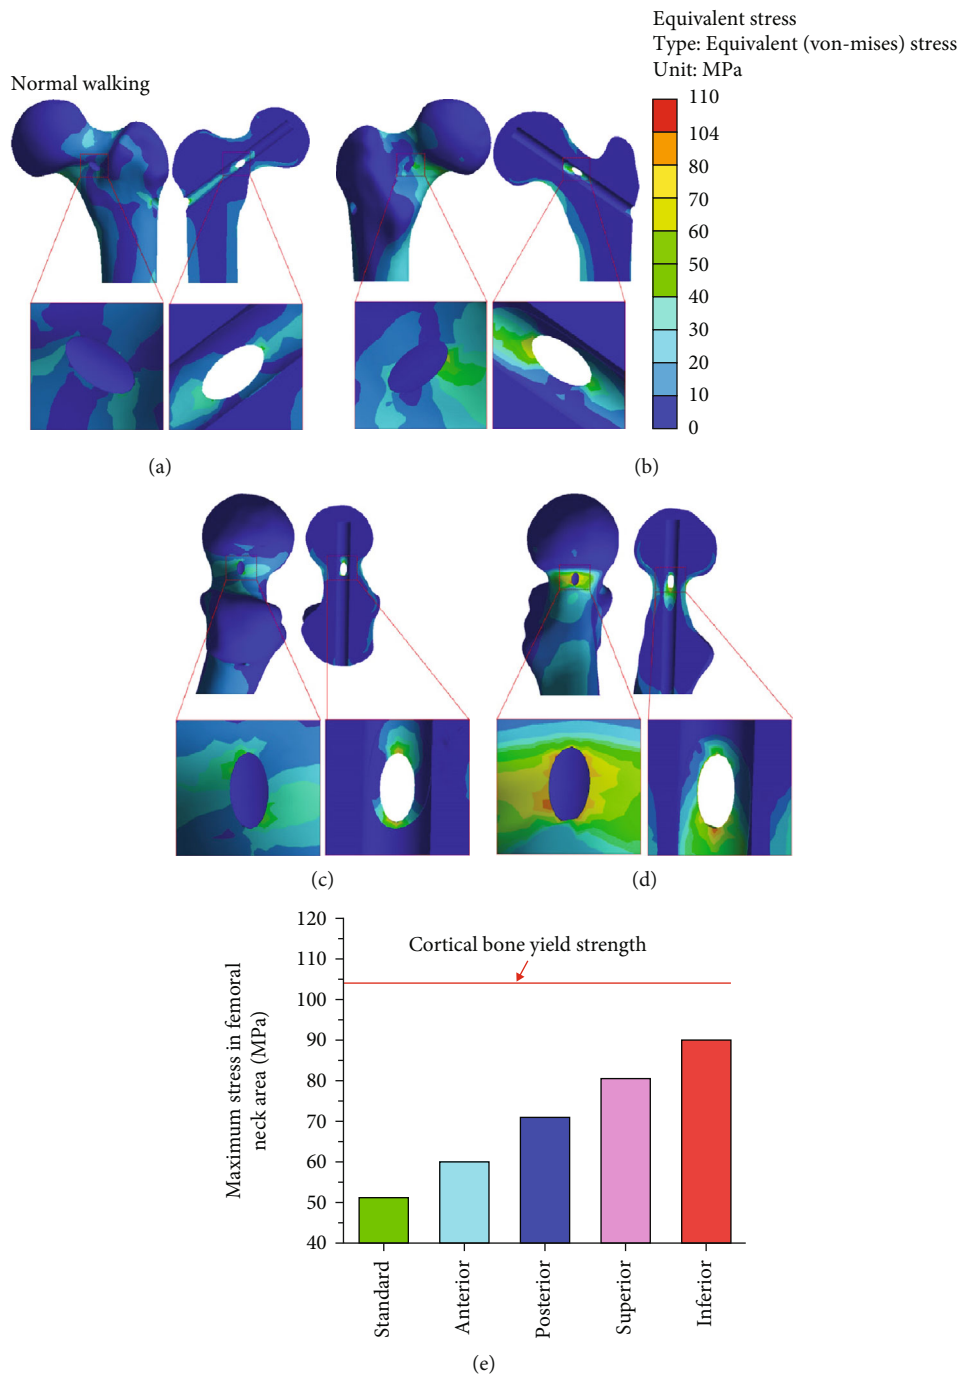 Equivalent stress
Type: Equivalent (von-mises) stress
Unit: MPa
Normal walking
110
104
80
70
60
50
40
30
20
10
0
(a)
(b)
(c)
(d)
Maximum stress in femoral
neck area (MPa)
120
110
100
90
80
70
60
50
40
Cortical bone yield strength
Standard
Anterior
Posterior
Superior
Inferior
(e)